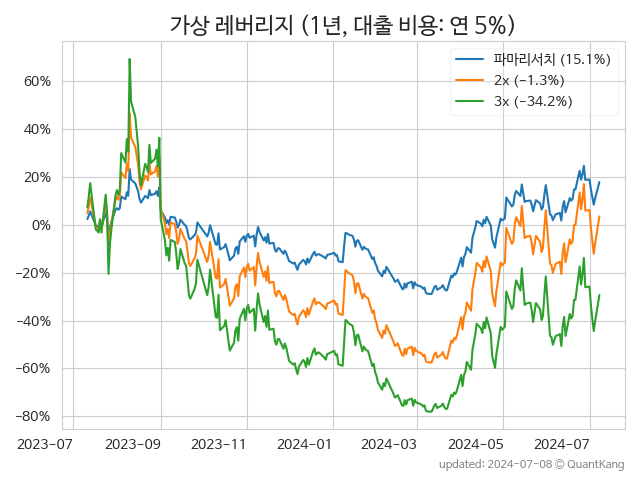 가상 레버리지 (1년, 대출 비용: 연 5%)
파마리서치 (15.1%)
2x (−1.3%)
3x (−34.2%)
60%
40%
20%
0%
−20%
−40%
−60%
−80%
2023-07 2023-09 2023-11 2024-01 2024-03 2024-05 2024-07
updated: 2024-07-08 © QuantKang